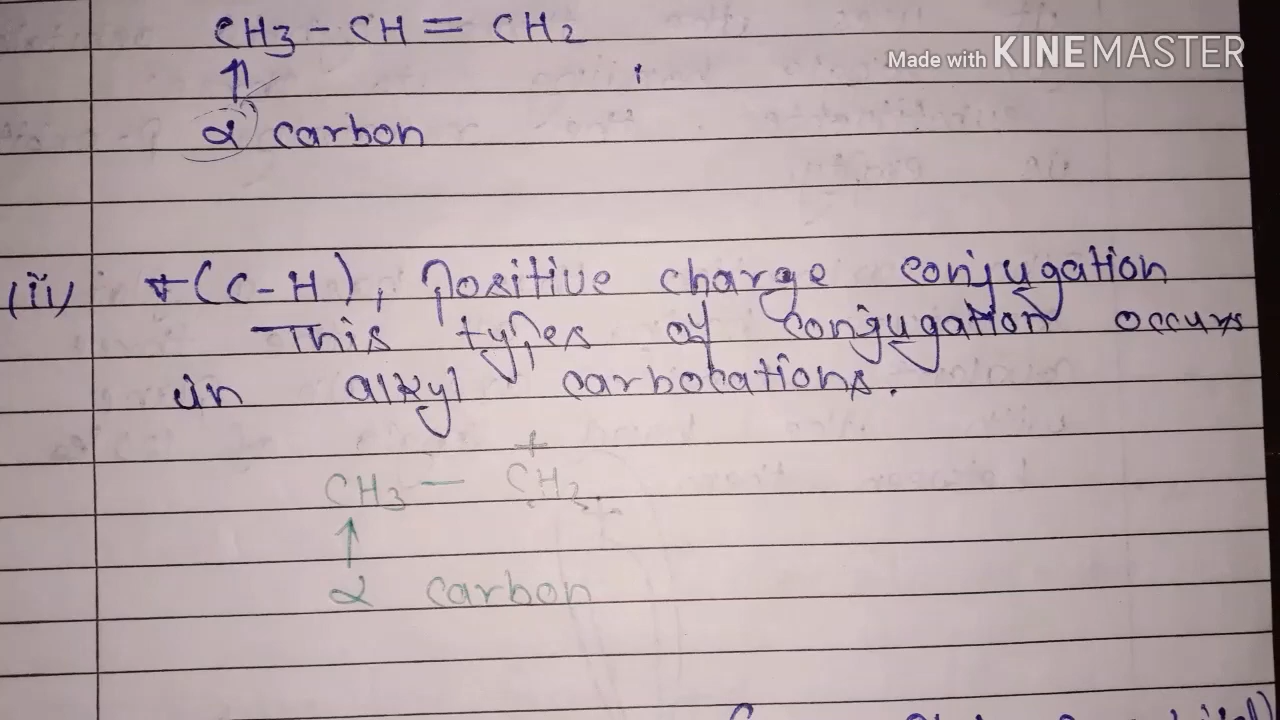 CH3 - CH = CH2
Made with KINEMASTER
α carbon
(ii) σ(C-H), Positive charge conjugation
This types of conjugation occurs
in alkyl carbocations.
+
CH3 — CH2
α carbon